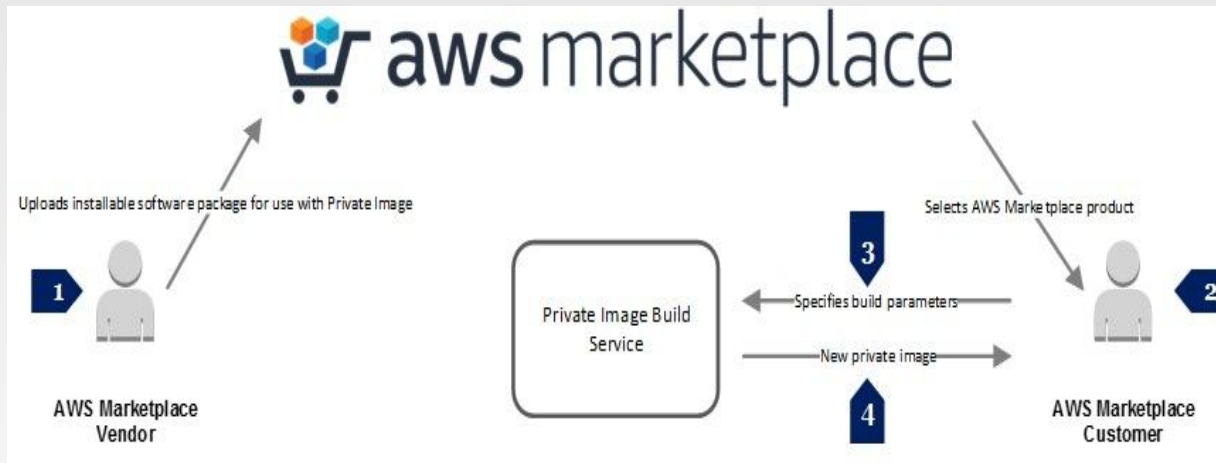 aws marketplace
Uploads installable software package for use with Private Image
Selects AWS Marketplace product
1
3
2
Specifies build parameters
Private Image Build
Service
New private image
4
AWS Marketplace
Vendor
AWS Marketplace
Customer